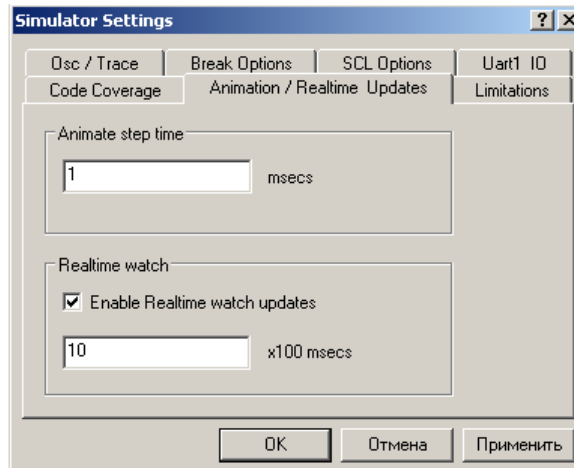 Simulator Settings
Osc / Trace Break Options SCL Options Uart1 IO
Code Coverage Animation / Realtime Updates Limitations
Animate step time
1 msecs
Realtime watch
Enable Realtime watch updates
10 x100 msecs
OK Отмена Применить